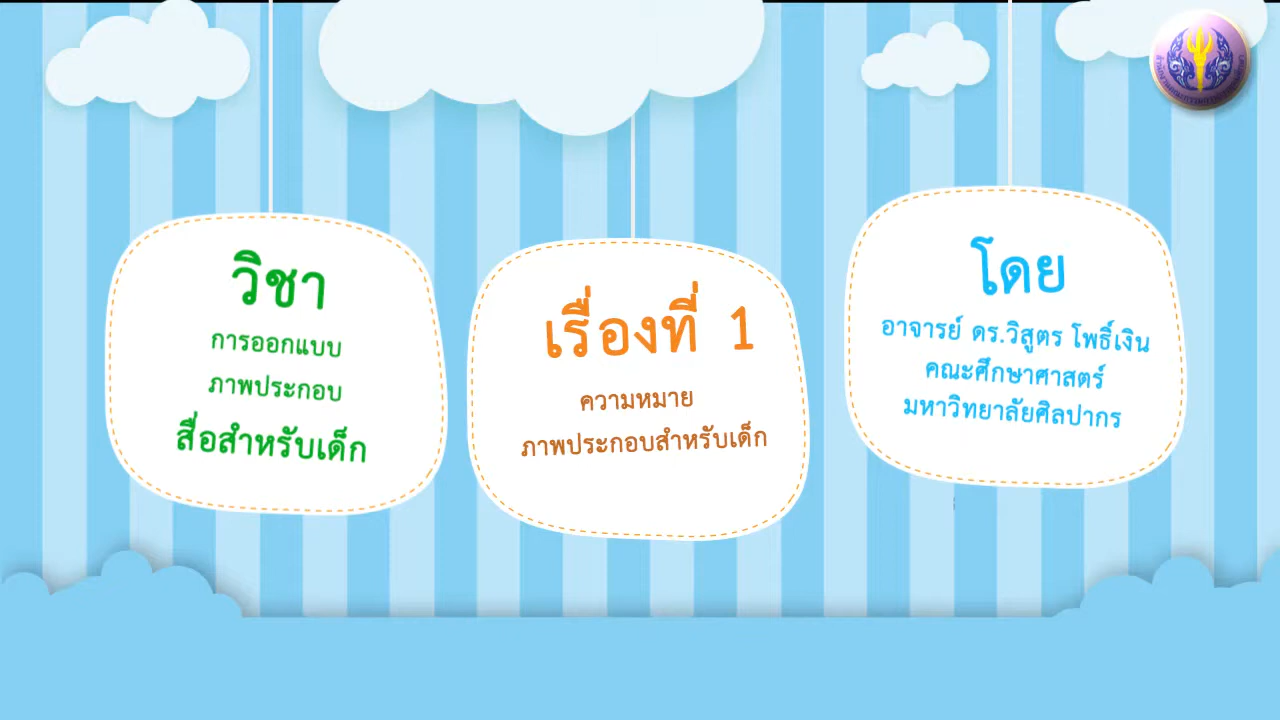 วิชา
การออกแบบ
ภาพประกอบ
สื่อสำหรับเด็ก
เรื่องที่ 1
ความหมาย
ภาพประกอบสำหรับเด็ก
โดย
อาจารย์ ดร.วิสูตร โพธิ์เงิน
คณะศึกษาศาสตร์
มหาวิทยาลัยศิลปากร